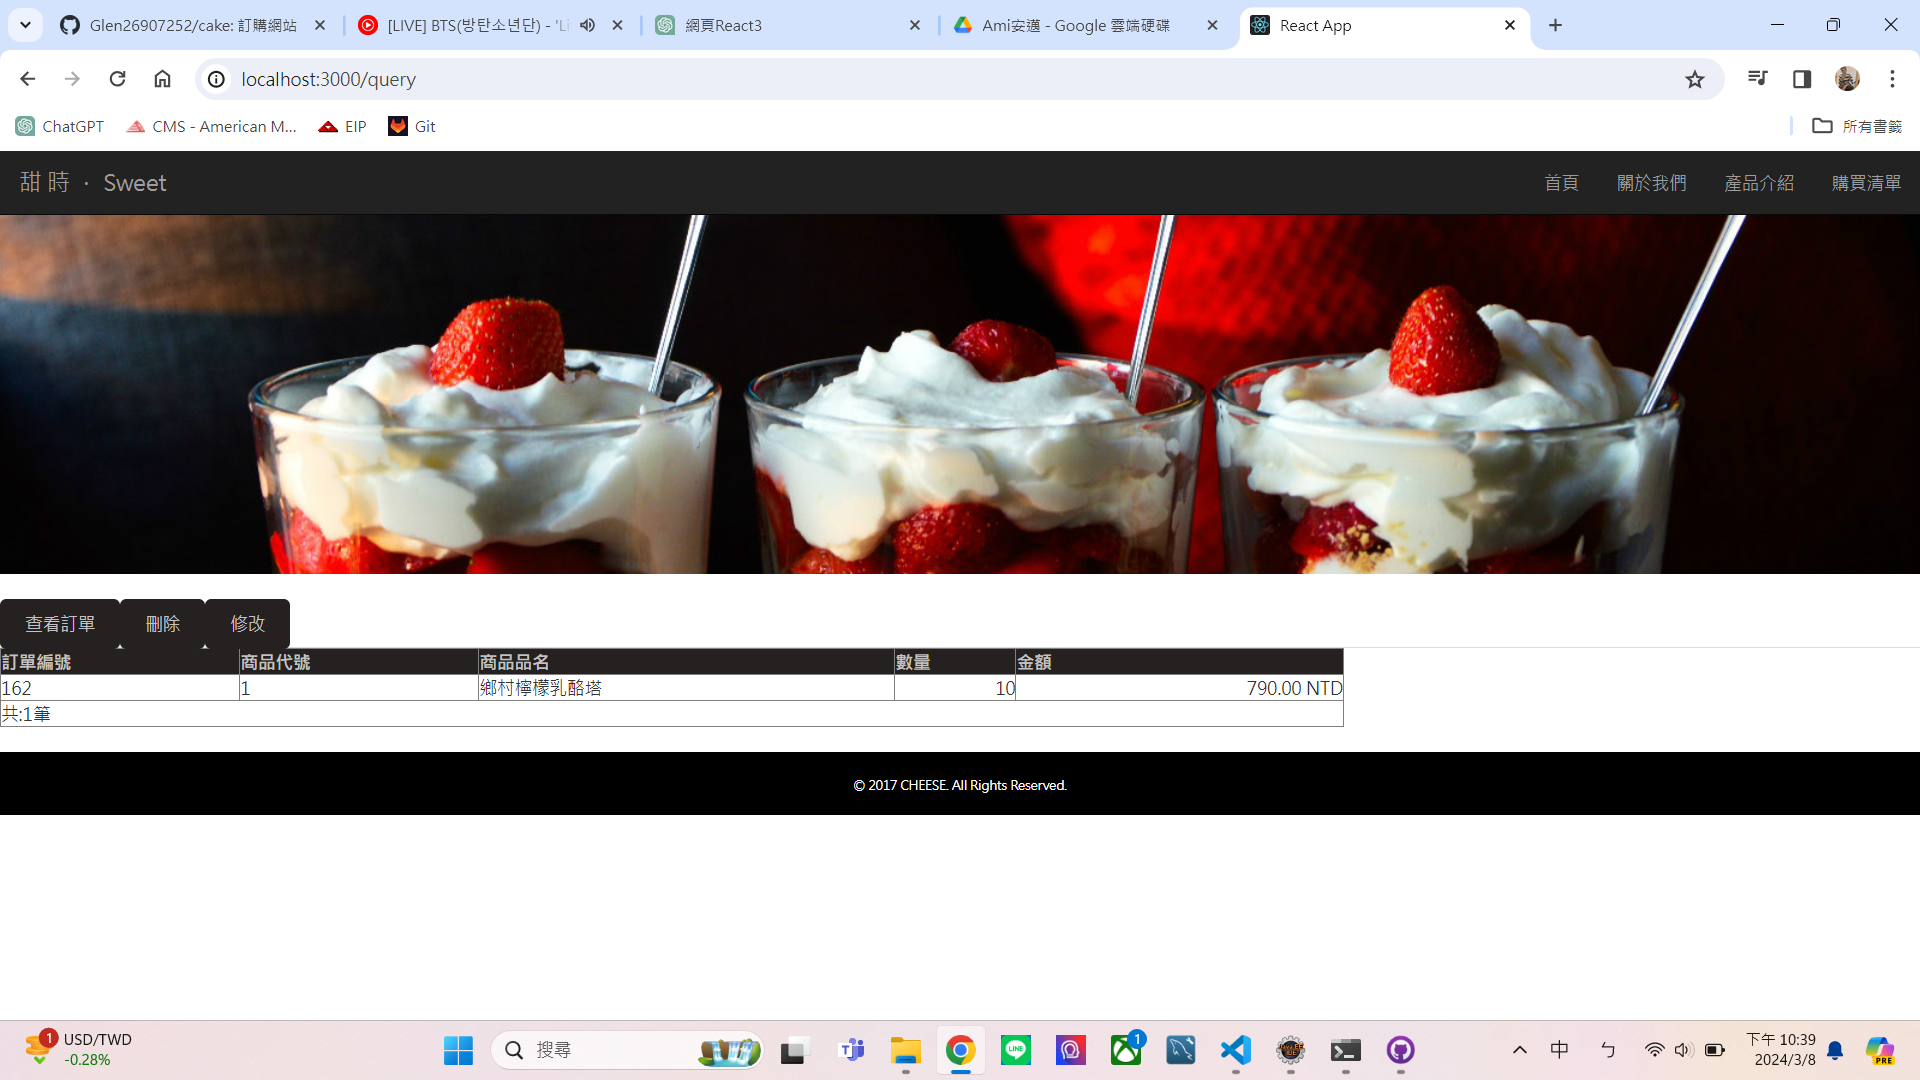 Glen26907252/cake: 訂購網站
[LIVE] BTS(방탄소년단) - 'Li
網頁React3
Ami安邁 - Google 雲端硬碟
React App
localhost:3000/query
ChatGPT
CMS - American M...
EIP
Git
所有書籤
甜 時 · Sweet
首頁
關於我們
產品介紹
購買清單
查看訂單
刪除
修改
訂單編號 商品代號 商品品名 數量 金額
162 1 鄉村檸檬乳酪塔 10 790.00 NTD
共:1筆
© 2017 CHEESE. All Rights Reserved.
1
USD/TWD
-0.28%
搜尋
LINE
1
中
ㄅ
下午 10:39
2024/3/8
PRE